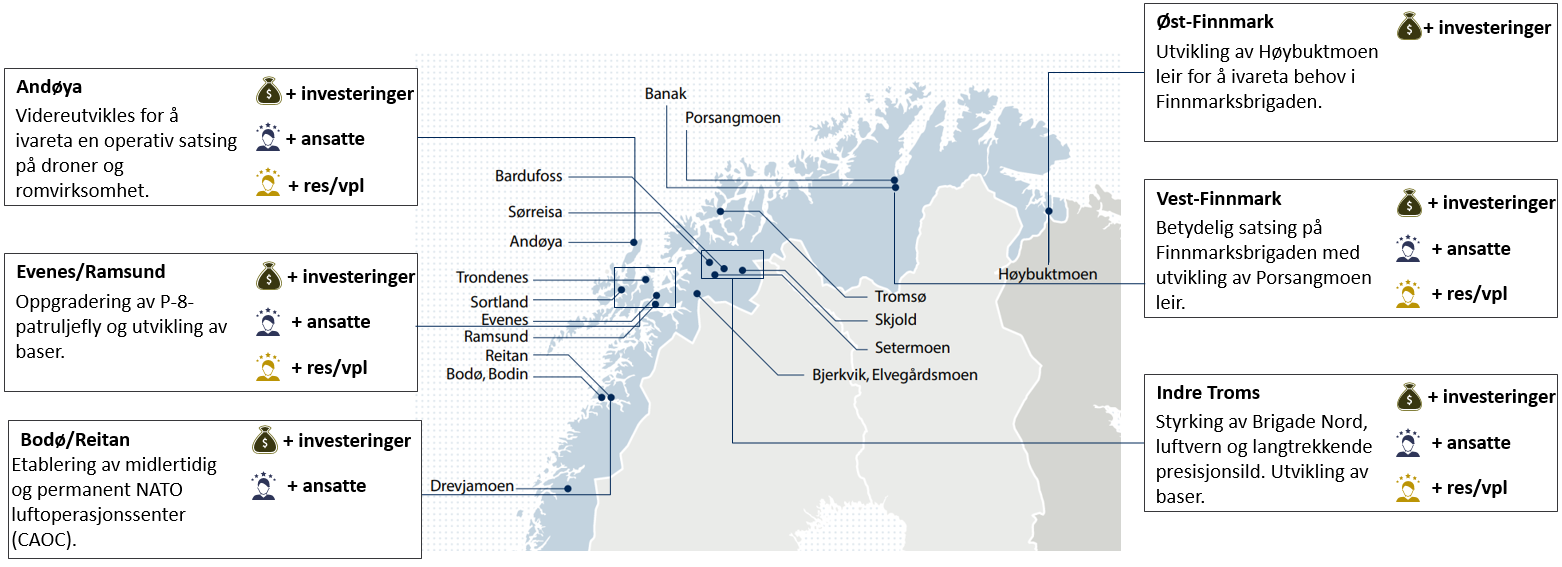 Andøya
Videreutvikles for å
ivareta en operativ satsing
på droner og
romvirksomhet.
+ investeringer
+ ansatte
+ res/vpl
Evenes/Ramsund
Oppgradering av P-8-
patruljefly og utvikling av
baser.
+ investeringer
+ ansatte
+ res/vpl
Bodø/Reitan
Etablering av midlertidig
og permanent NATO
luftoperasjonssenter
(CAOC).
+ investeringer
+ ansatte
Banak
Porsangmoen
Bardufoss
Sørreisa
Andøya
Trondenes
Sortland
Evenes
Ramsund
Reitan
Bodø, Bodin
Drevjamoen
Høybuktmoen
Tromsø
Skjold
Setermoen
Bjerkvik, Elvegårdsmoen
Øst-Finnmark
Utvikling av Høybuktmoen
leir for å ivareta behov i
Finnmarksbrigaden.
+ investeringer
Vest-Finnmark
Betydelig satsing på
Finnmarksbrigaden med
utvikling av Porsangmoen
leir.
+ investeringer
+ ansatte
+ res/vpl
Indre Troms
Styrking av Brigade Nord,
luftvern og langtrekkende
presisjonsild. Utvikling av
baser.
+ investeringer
+ ansatte
+ res/vpl